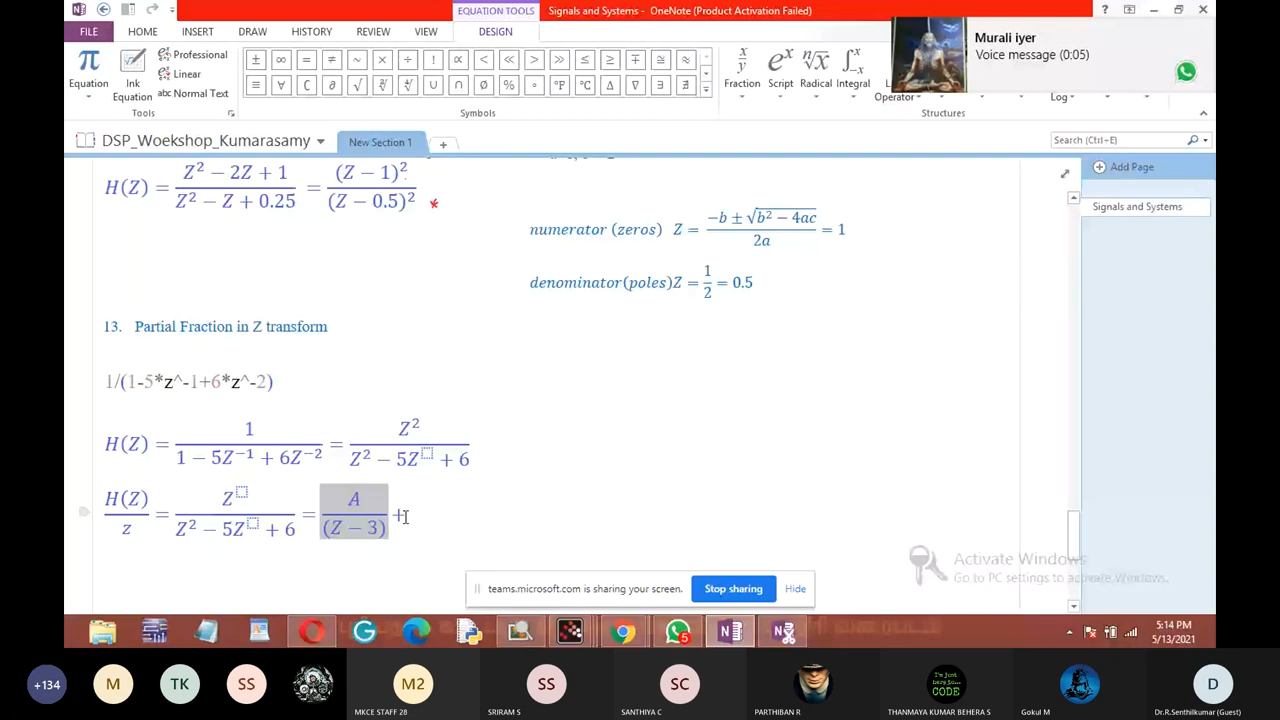 EQUATION TOOLS
Signals and Systems - OneNote (Product Activation Failed)
FILE HOME INSERT DRAW HISTORY REVIEW VIEW DESIGN
Murali iyer
Voice message (0:05)
π Equation
Ink Equation
Professional
Linear
abc Normal Text
± ∞ = ≠ ~ × ÷ ! ∝ < ≪ > ≫ ≤ ≥ ∓ ≅ ≈
≡ ∀ ∁ ∂ √ ∛ ∜ ∪ ∩ ∅ % ° °F °C ∆ ∇ ∃ ∄
x/y Fraction
e^x Script
ⁿ√x Radical
∫₋ₓˣ Integral
Operator
Log
Tools Symbols Structures
DSP_Woekshop_Kumarasamy
New Section 1 +
Search (Ctrl+E)
Add Page
Signals and Systems
H(Z) = (Z² − 2Z + 1)/(Z² − Z + 0.25) = (Z − 1)²/(Z − 0.5)² *
numerator (zeros) Z = (−b ± √(b² − 4ac))/2a = 1
denominator(poles)Z = 1/2 = 0.5
13. Partial Fraction in Z transform
1/(1-5*z^-1+6*z^-2)
H(Z) = 1/(1 − 5Z⁻¹ + 6Z⁻²) = Z²/(Z² − 5Z + 6)
H(Z)/z = Z/(Z² − 5Z + 6) = A/(Z − 3) +
Activate Windows
Go to PC settings to activate Windows.
teams.microsoft.com is sharing your screen.
Stop sharing
Hide
5
5:14 PM
5/13/2021
+134
M
TK
SS
M2
MKCE STAFF 28
SS
SRIRAM S
SC
SANTHIYA C
PARTHIBAN R
I'm just here to...
CODE
THANMAYA KUMAR BEHERA S
Gokul M
D
Dr.R.Senthilkumar (Guest)